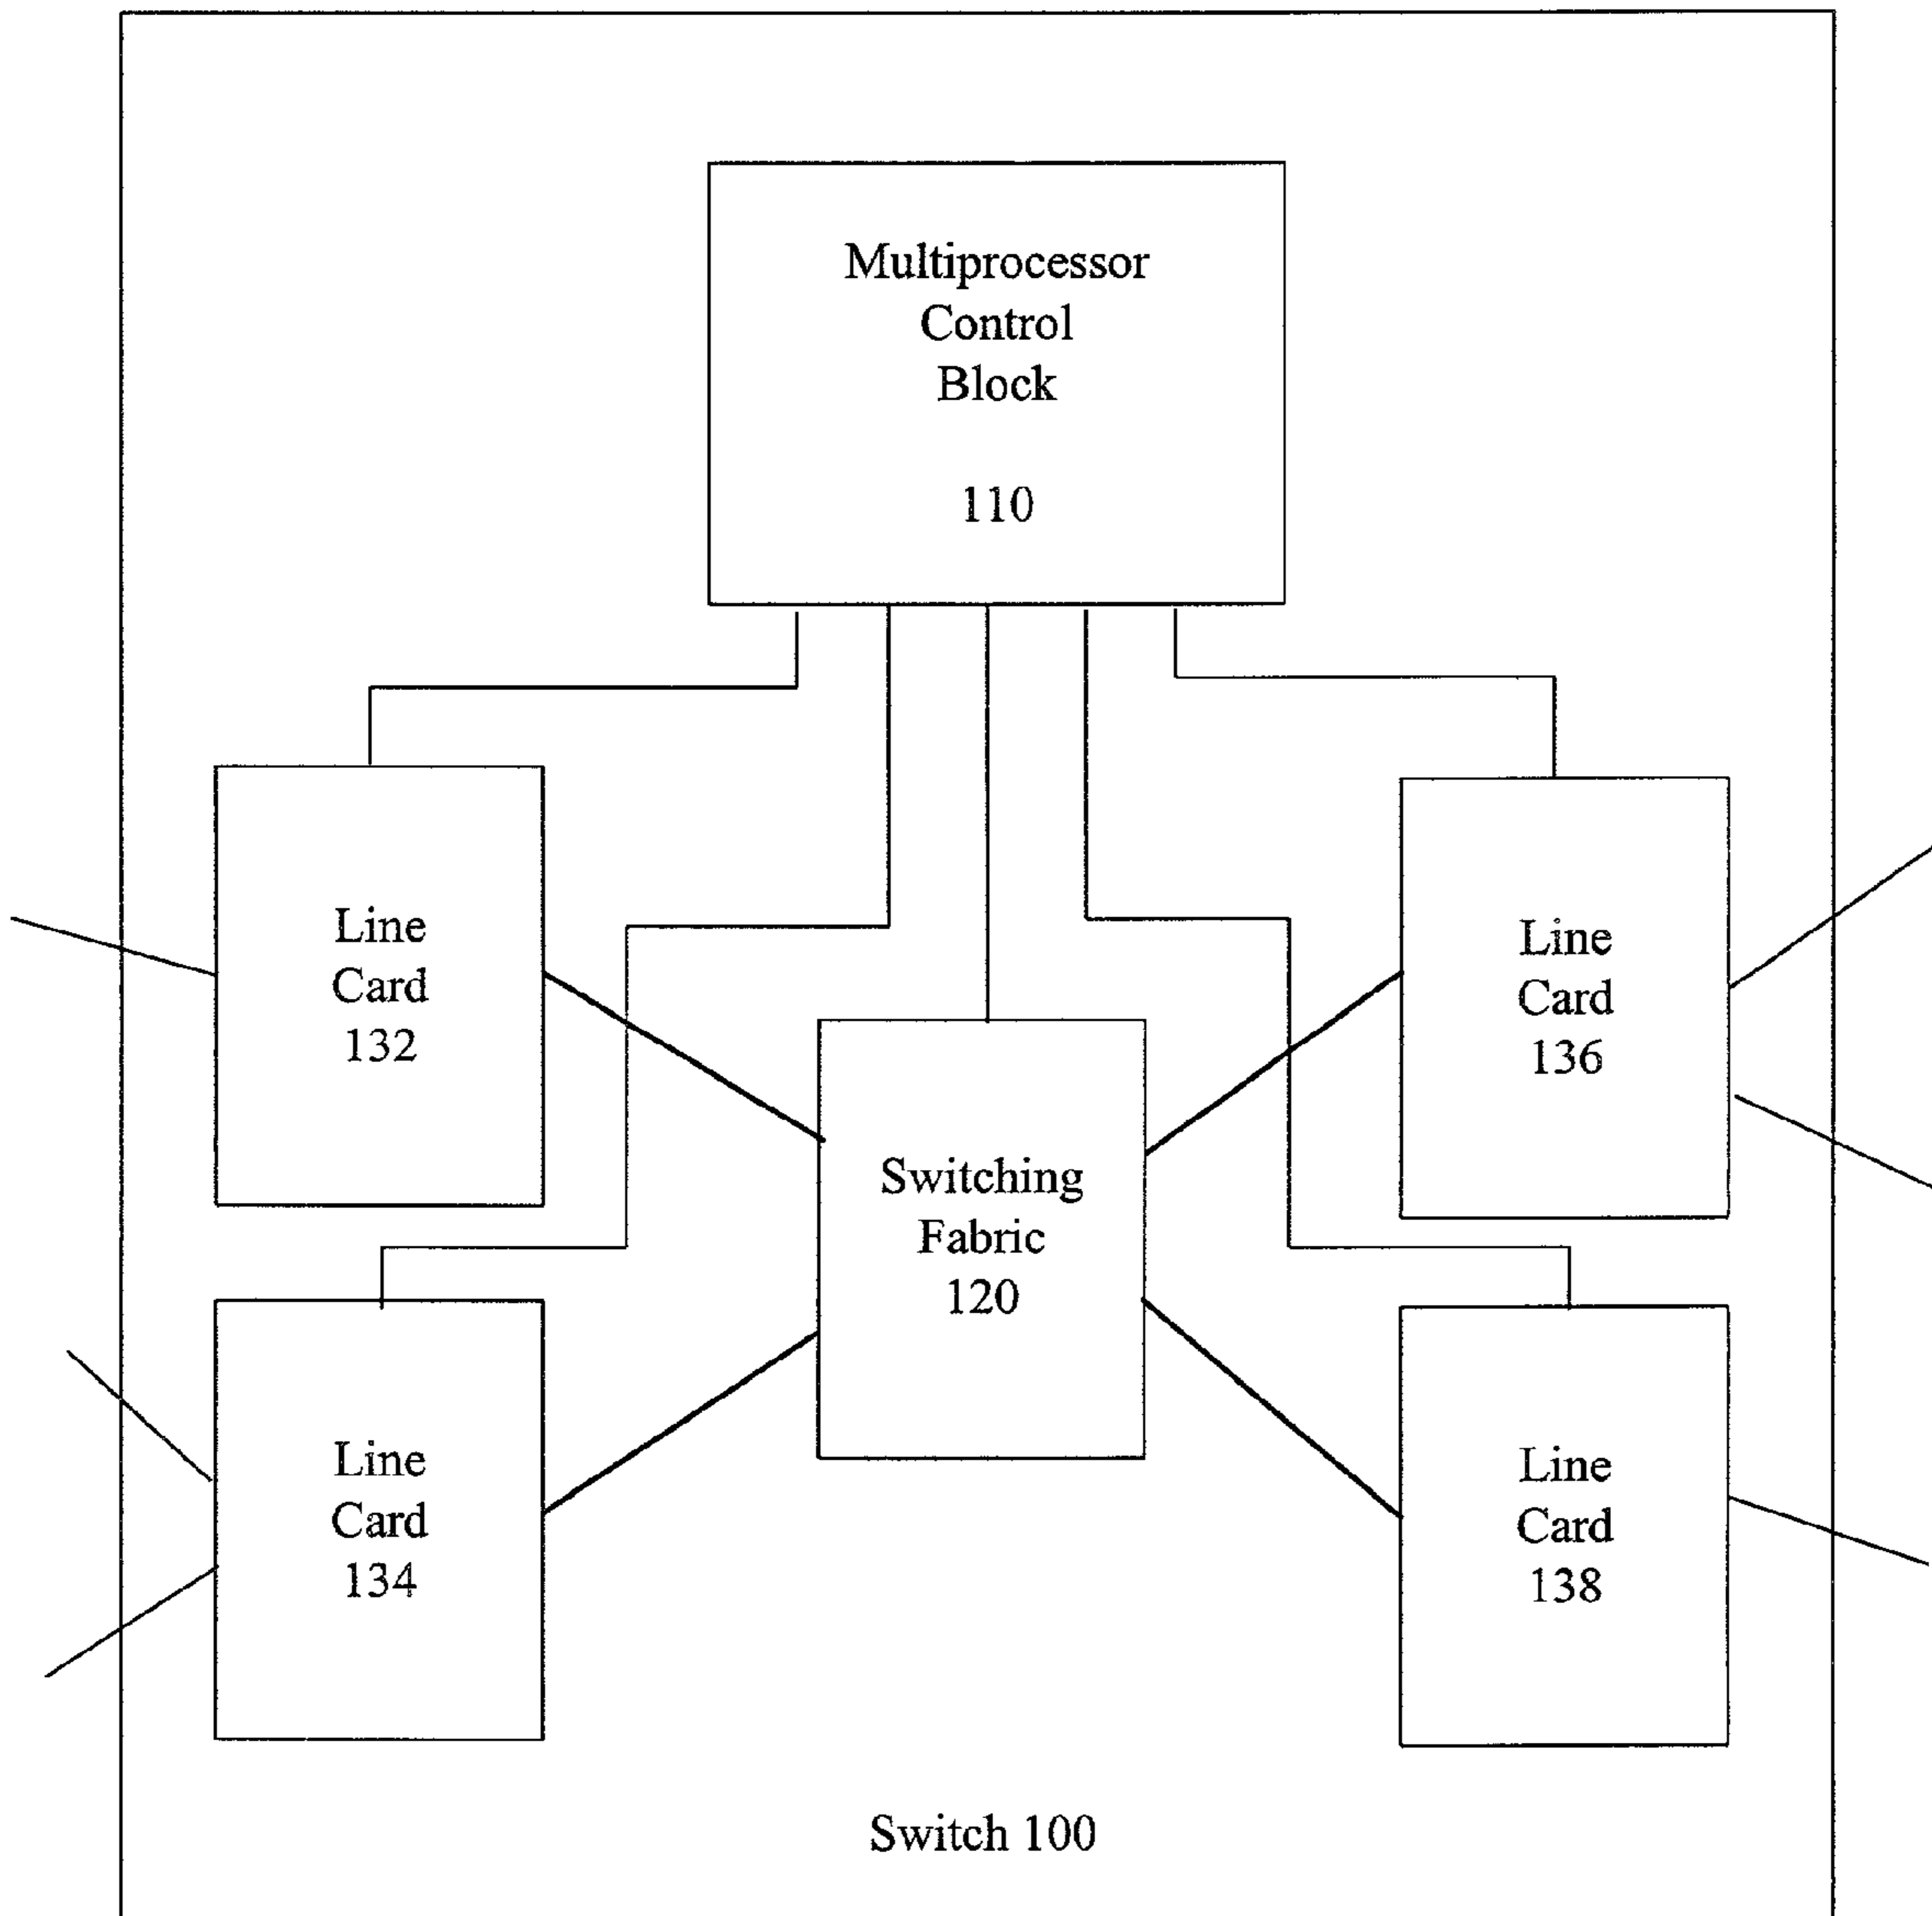 Multiprocessor
Control
Block
110
Line
Card
132
Line
Card
136
Switching
Fabric
120
Line
Card
134
Line
Card
138
Switch 100